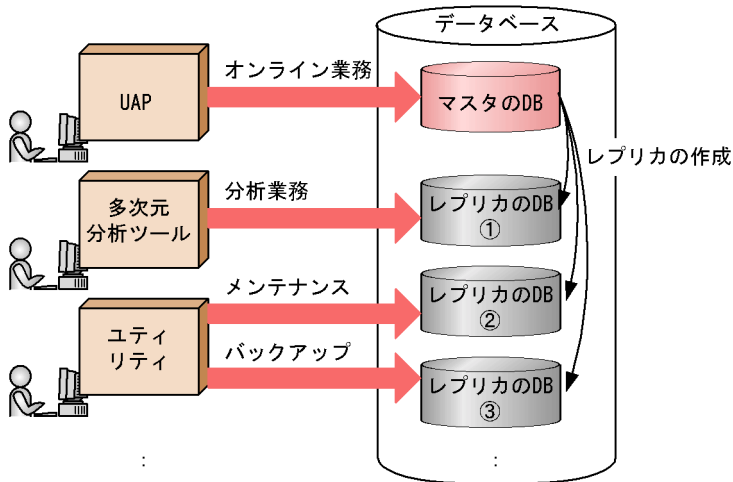 データベース
オンライン業務
UAP
マスタのDB
レプリカの作成
分析業務
多次元
分析ツール
レプリカのDB
①
メンテナンス
レプリカのDB
②
ユティ
リティ
バックアップ
レプリカのDB
③
:
: